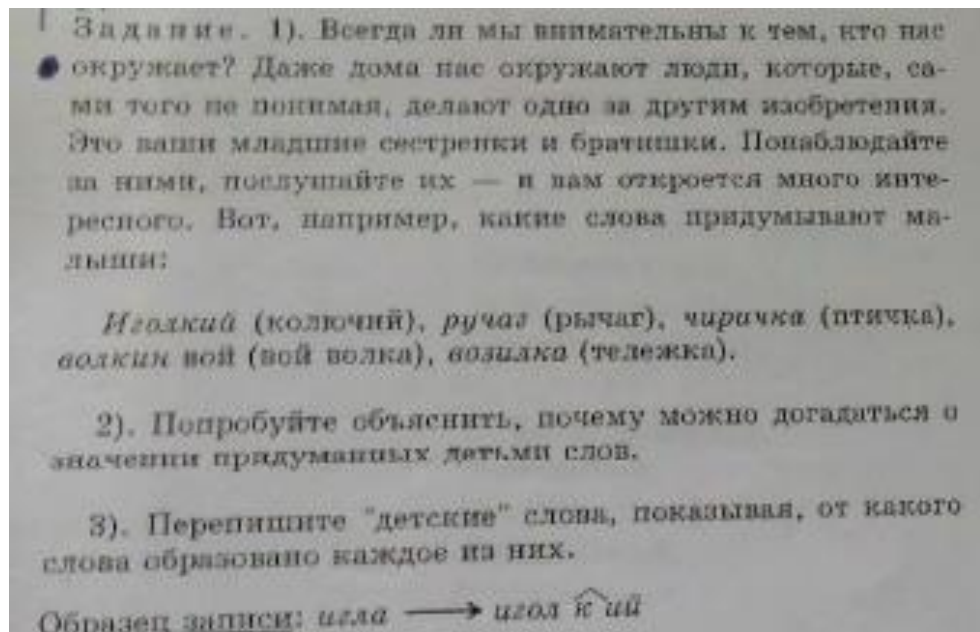 Задание. 1). Всегда ли мы внимательны к тем, кто нас
окружает? Даже дома нас окружают люди, которые, са-
ми того не понимая, делают одно за другим изобретения.
Это ваши младшие сестренки и братишки. Понаблюдайте
за ними, послушайте их — и вам откроется много инте-
ресного. Вот, например, какие слова придумывают ма-
лыши:
Иголкий (колючий), ручаг (рычаг), чиричка (птичка),
волкин вой (вой волка), возилка (тележка).
2). Попробуйте объяснить, почему можно догадаться о
значении придуманных детьми слов.
3). Перепишите "детские" слова, показывая, от какого
слова образовано каждое из них.
Образец записи: игла → игол к ий